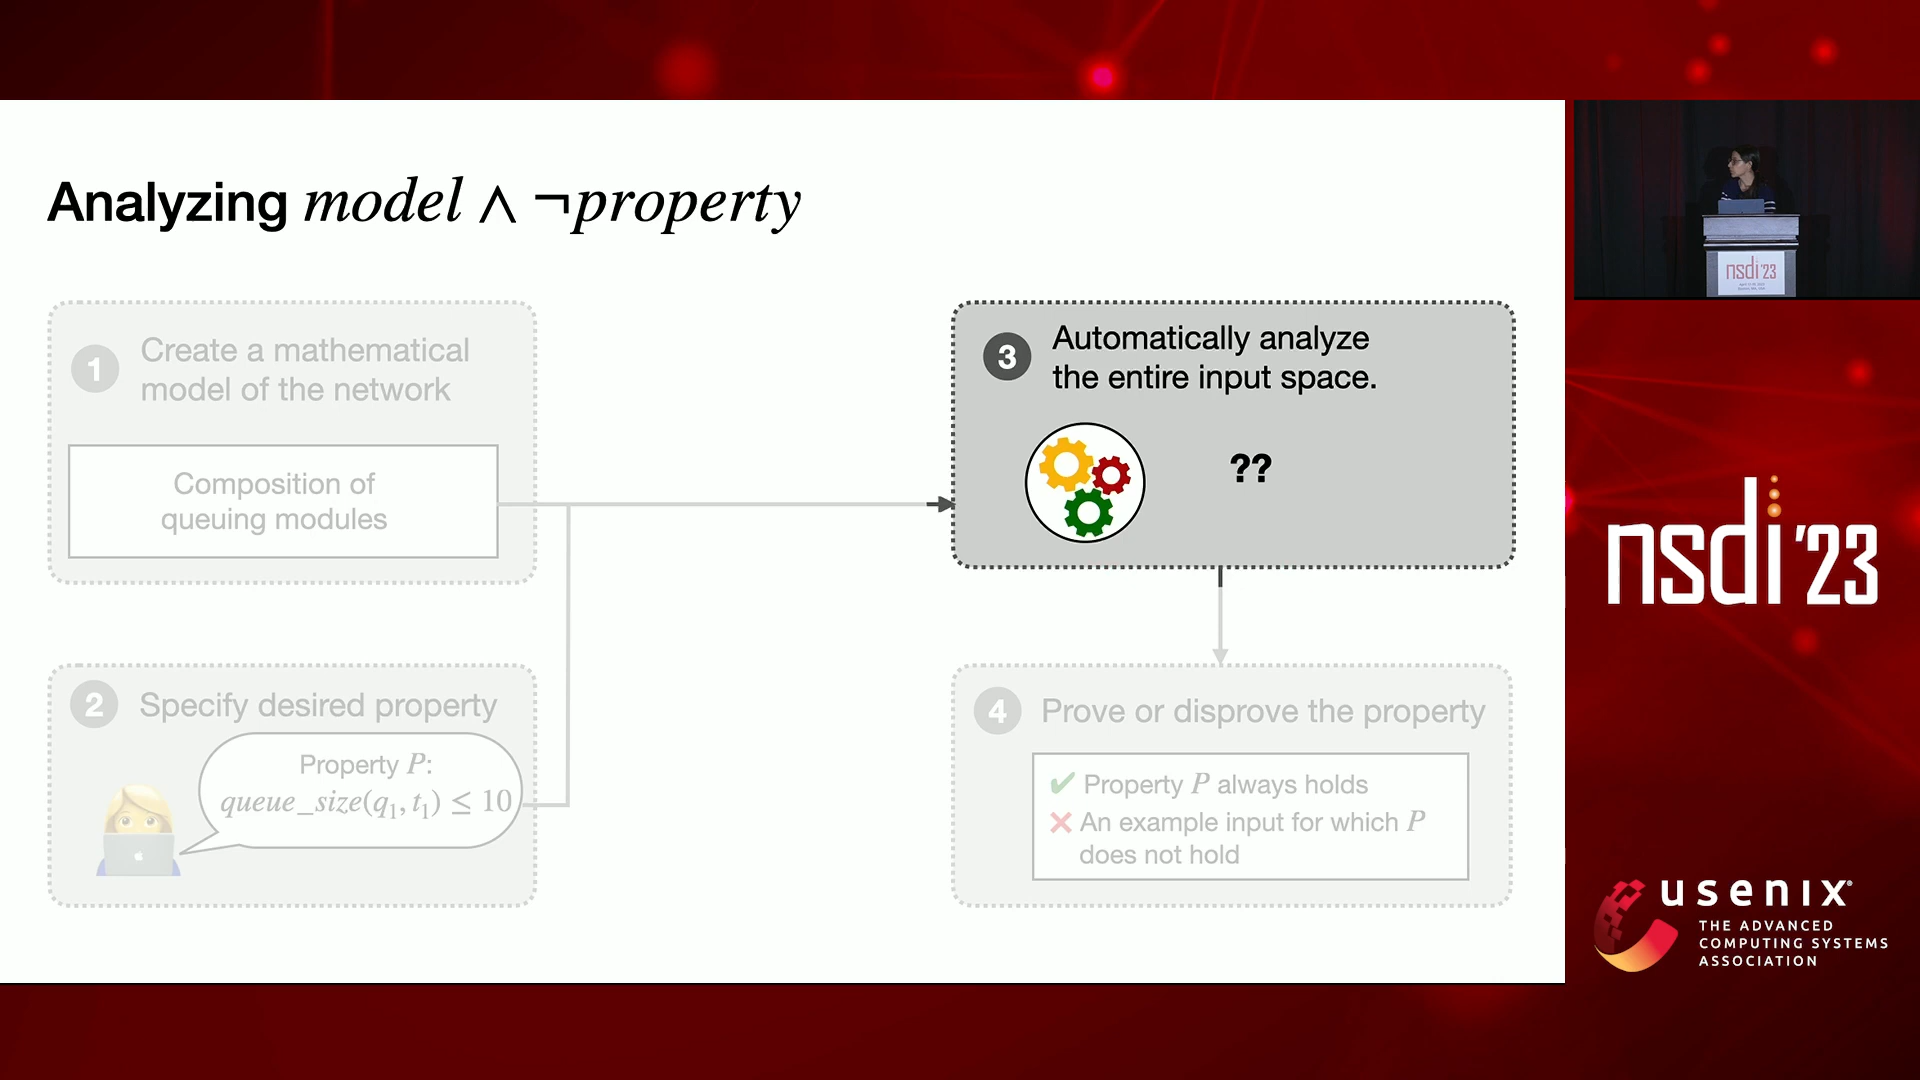 Analyzing model ∧ ¬property
1
Create a mathematical
model of the network
Composition of
queuing modules
2
Specify desired property
Property P:
queue_size(q₁, t₁) ≤ 10
3
Automatically analyze
the entire input space.
??
4
Prove or disprove the property
✔ Property P always holds
❌ An example input for which P
does not hold
nsdi '23
nsdi '23
usenix®
THE ADVANCED
COMPUTING SYSTEMS
ASSOCIATION